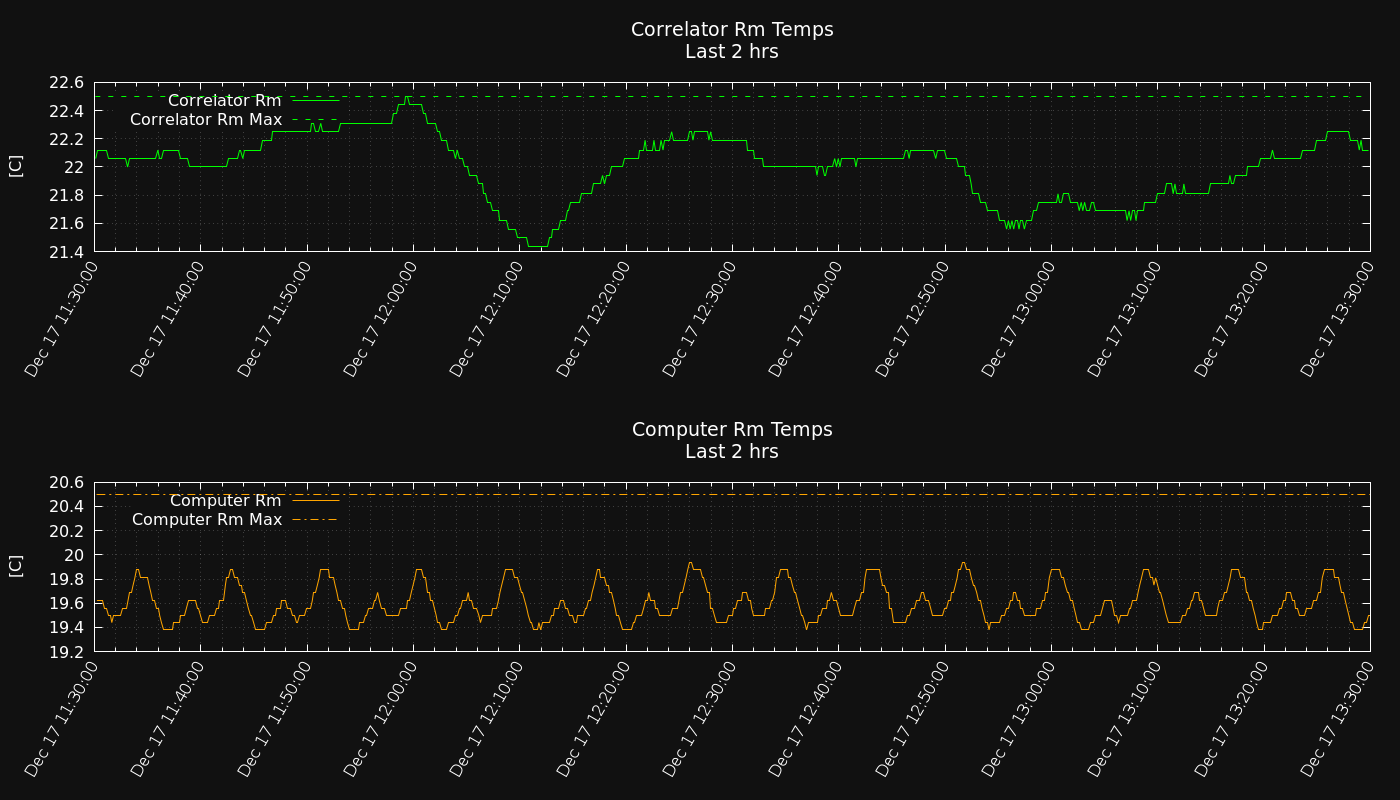 Correlator Rm Temps
Last 2 hrs
22.6
22.4
22.2
22
21.8
21.6
21.4
[C]
Correlator Rm
Correlator Rm Max
Dec 17 11:30:00
Dec 17 11:40:00
Dec 17 11:50:00
Dec 17 12:00:00
Dec 17 12:10:00
Dec 17 12:20:00
Dec 17 12:30:00
Dec 17 12:40:00
Dec 17 12:50:00
Dec 17 13:00:00
Dec 17 13:10:00
Dec 17 13:20:00
Dec 17 13:30:00
Computer Rm Temps
Last 2 hrs
20.6
20.4
20.2
20
19.8
19.6
19.4
19.2
[C]
Computer Rm
Computer Rm Max
Dec 17 11:30:00
Dec 17 11:40:00
Dec 17 11:50:00
Dec 17 12:00:00
Dec 17 12:10:00
Dec 17 12:20:00
Dec 17 12:30:00
Dec 17 12:40:00
Dec 17 12:50:00
Dec 17 13:00:00
Dec 17 13:10:00
Dec 17 13:20:00
Dec 17 13:30:00